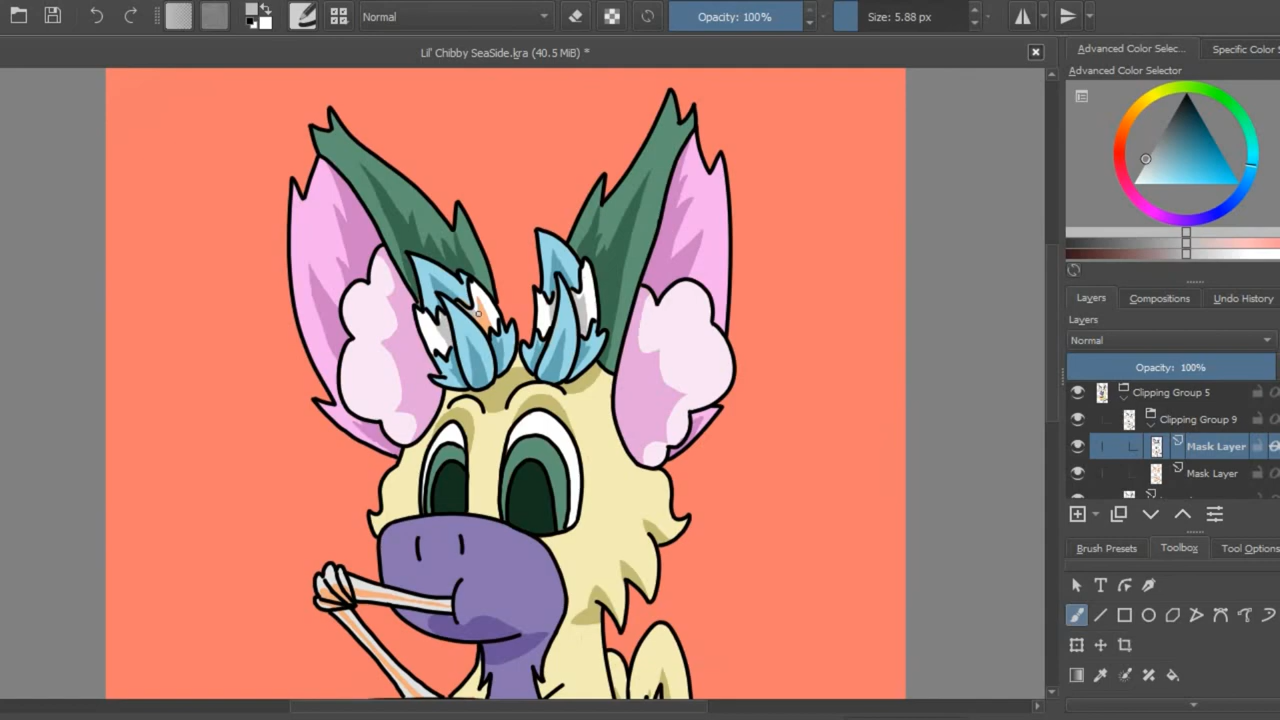 Normal
Opacity: 100%
Size: 5.88 px
Lil' Chibby SeaSide.kra (40.5 MiB) *
Advanced Color Selec...
Specific Color S
Advanced Color Selector
Layers
Compositions
Undo History
Layers
Normal
Opacity: 100%
Clipping Group 5
Clipping Group 9
Mask Layer
Mask Layer
Brush Presets
Toolbox
Tool Options